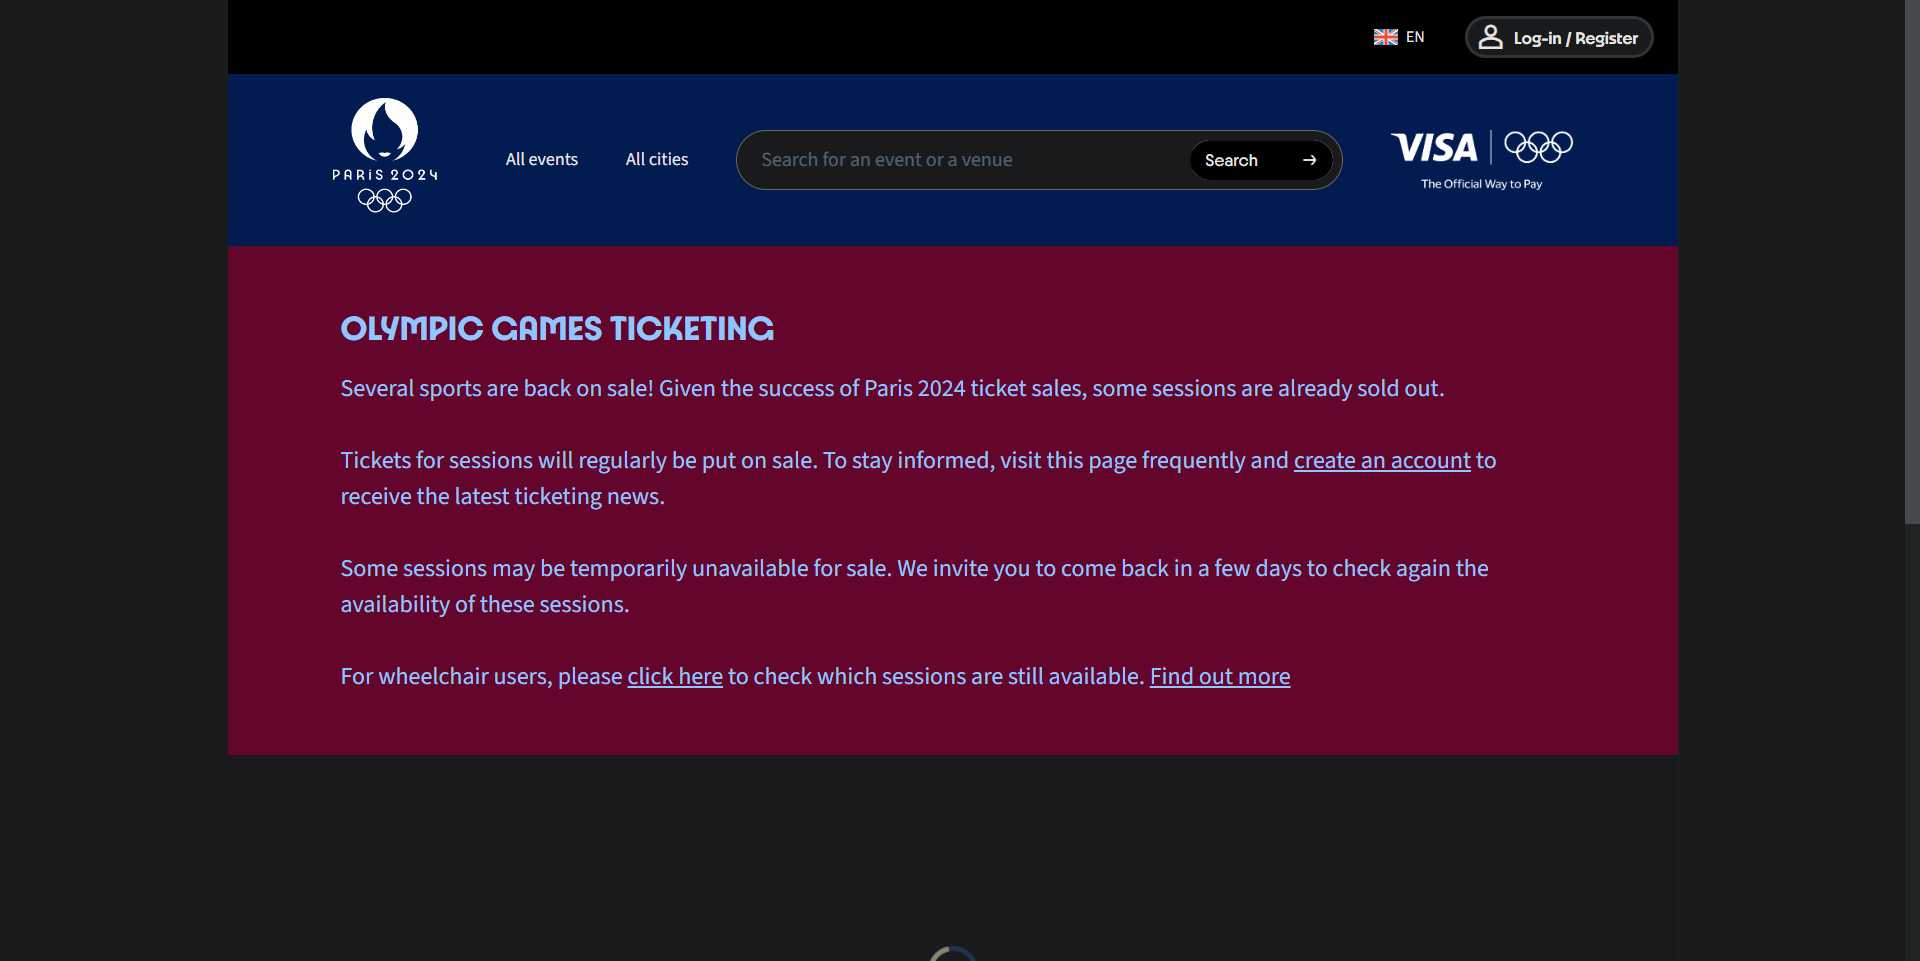 EN
Log-in / Register
PARIS 2024
All events
All cities
Search for an event or a venue
Search
VISA
The Official Way to Pay
OLYMPIC GAMES TICKETING
Several sports are back on sale! Given the success of Paris 2024 ticket sales, some sessions are already sold out.
Tickets for sessions will regularly be put on sale. To stay informed, visit this page frequently and create an account to
receive the latest ticketing news.
Some sessions may be temporarily unavailable for sale. We invite you to come back in a few days to check again the
availability of these sessions.
For wheelchair users, please click here to check which sessions are still available. Find out more